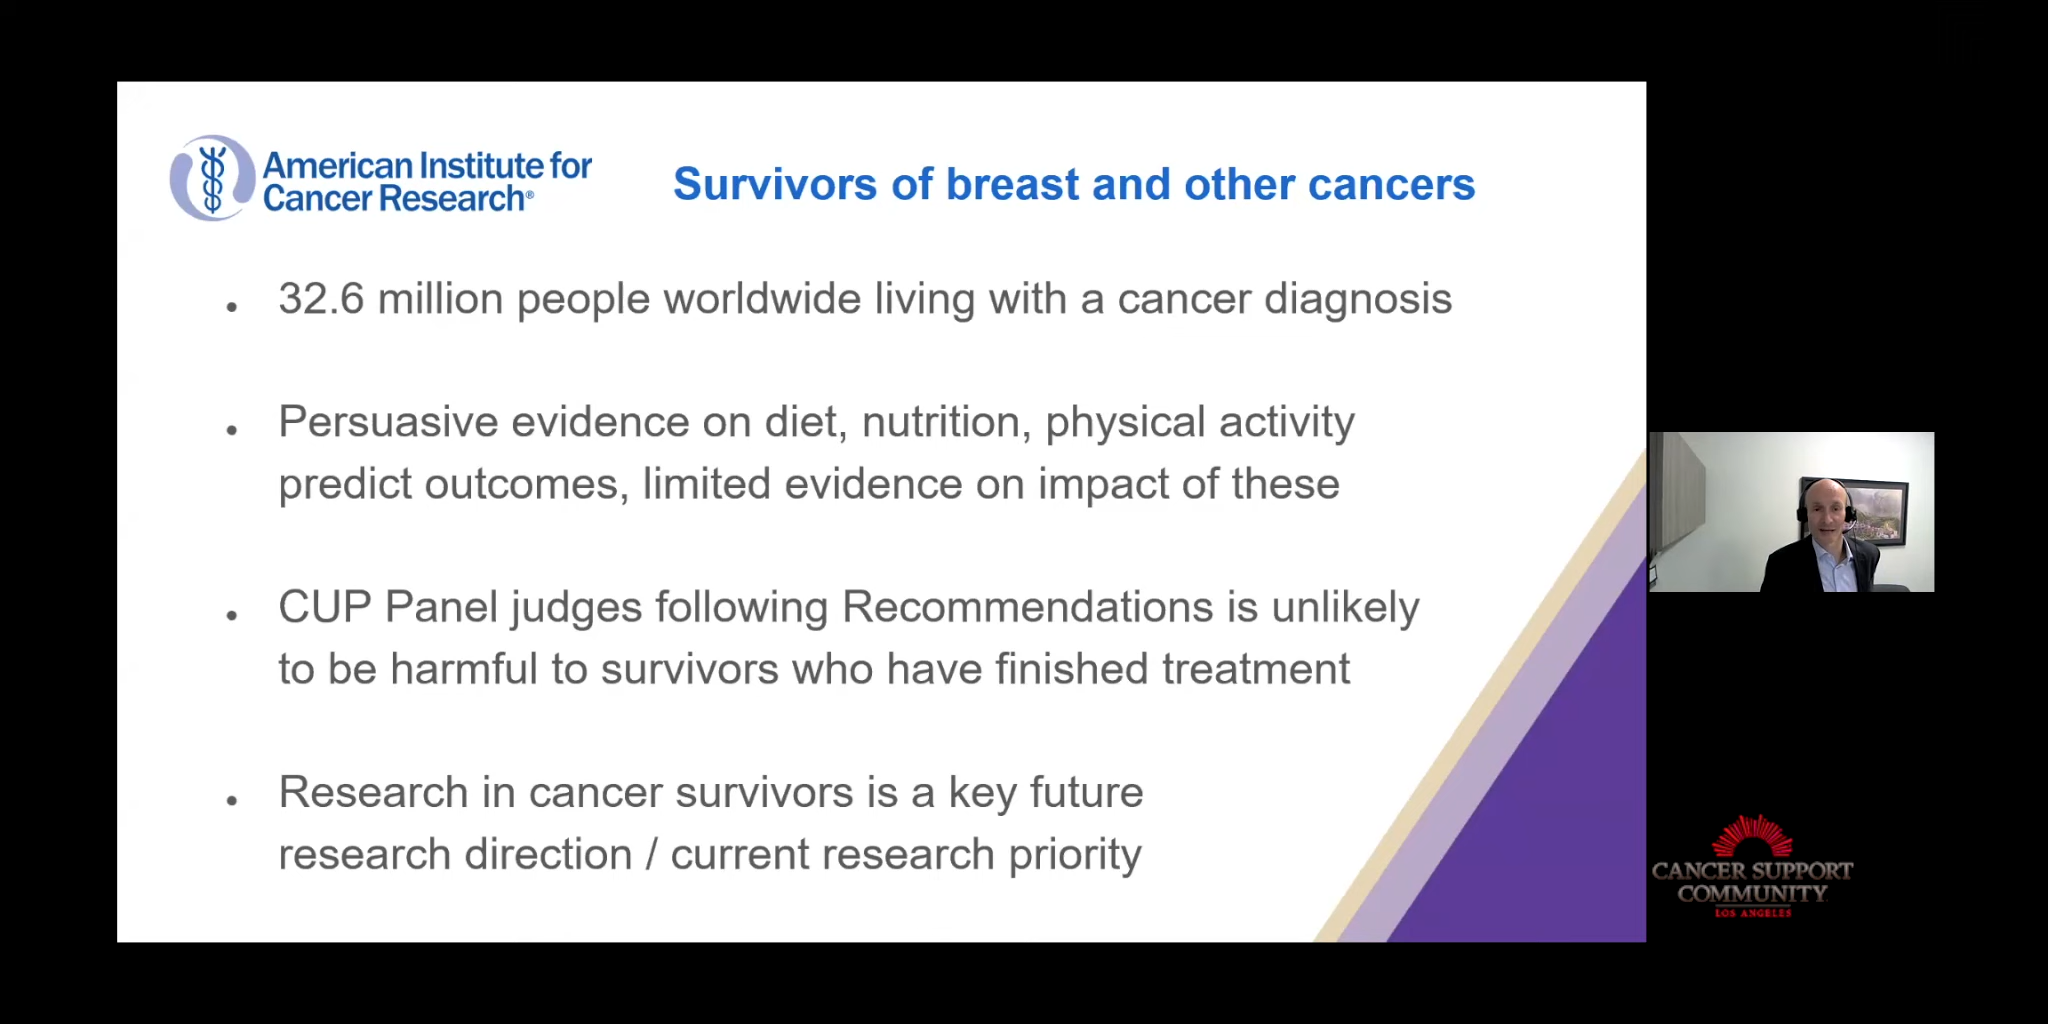 American Institute for
Cancer Research®
Survivors of breast and other cancers
• 32.6 million people worldwide living with a cancer diagnosis
• Persuasive evidence on diet, nutrition, physical activity
predict outcomes, limited evidence on impact of these
• CUP Panel judges following Recommendations is unlikely
to be harmful to survivors who have finished treatment
• Research in cancer survivors is a key future
research direction / current research priority
CANCER SUPPORT
COMMUNITY
LOS ANGELES